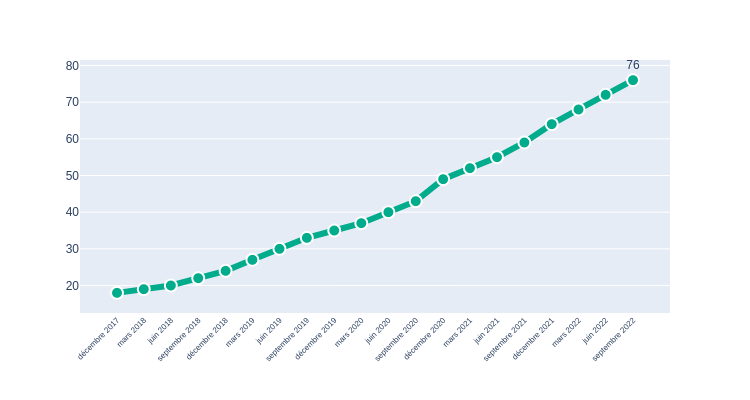 76
80
70
60
50
40
30
20
décembre 2017
mars 2018
juin 2018
septembre 2018
décembre 2018
mars 2019
juin 2019
septembre 2019
décembre 2019
mars 2020
juin 2020
septembre 2020
décembre 2020
mars 2021
juin 2021
septembre 2021
décembre 2021
mars 2022
juin 2022
septembre 2022